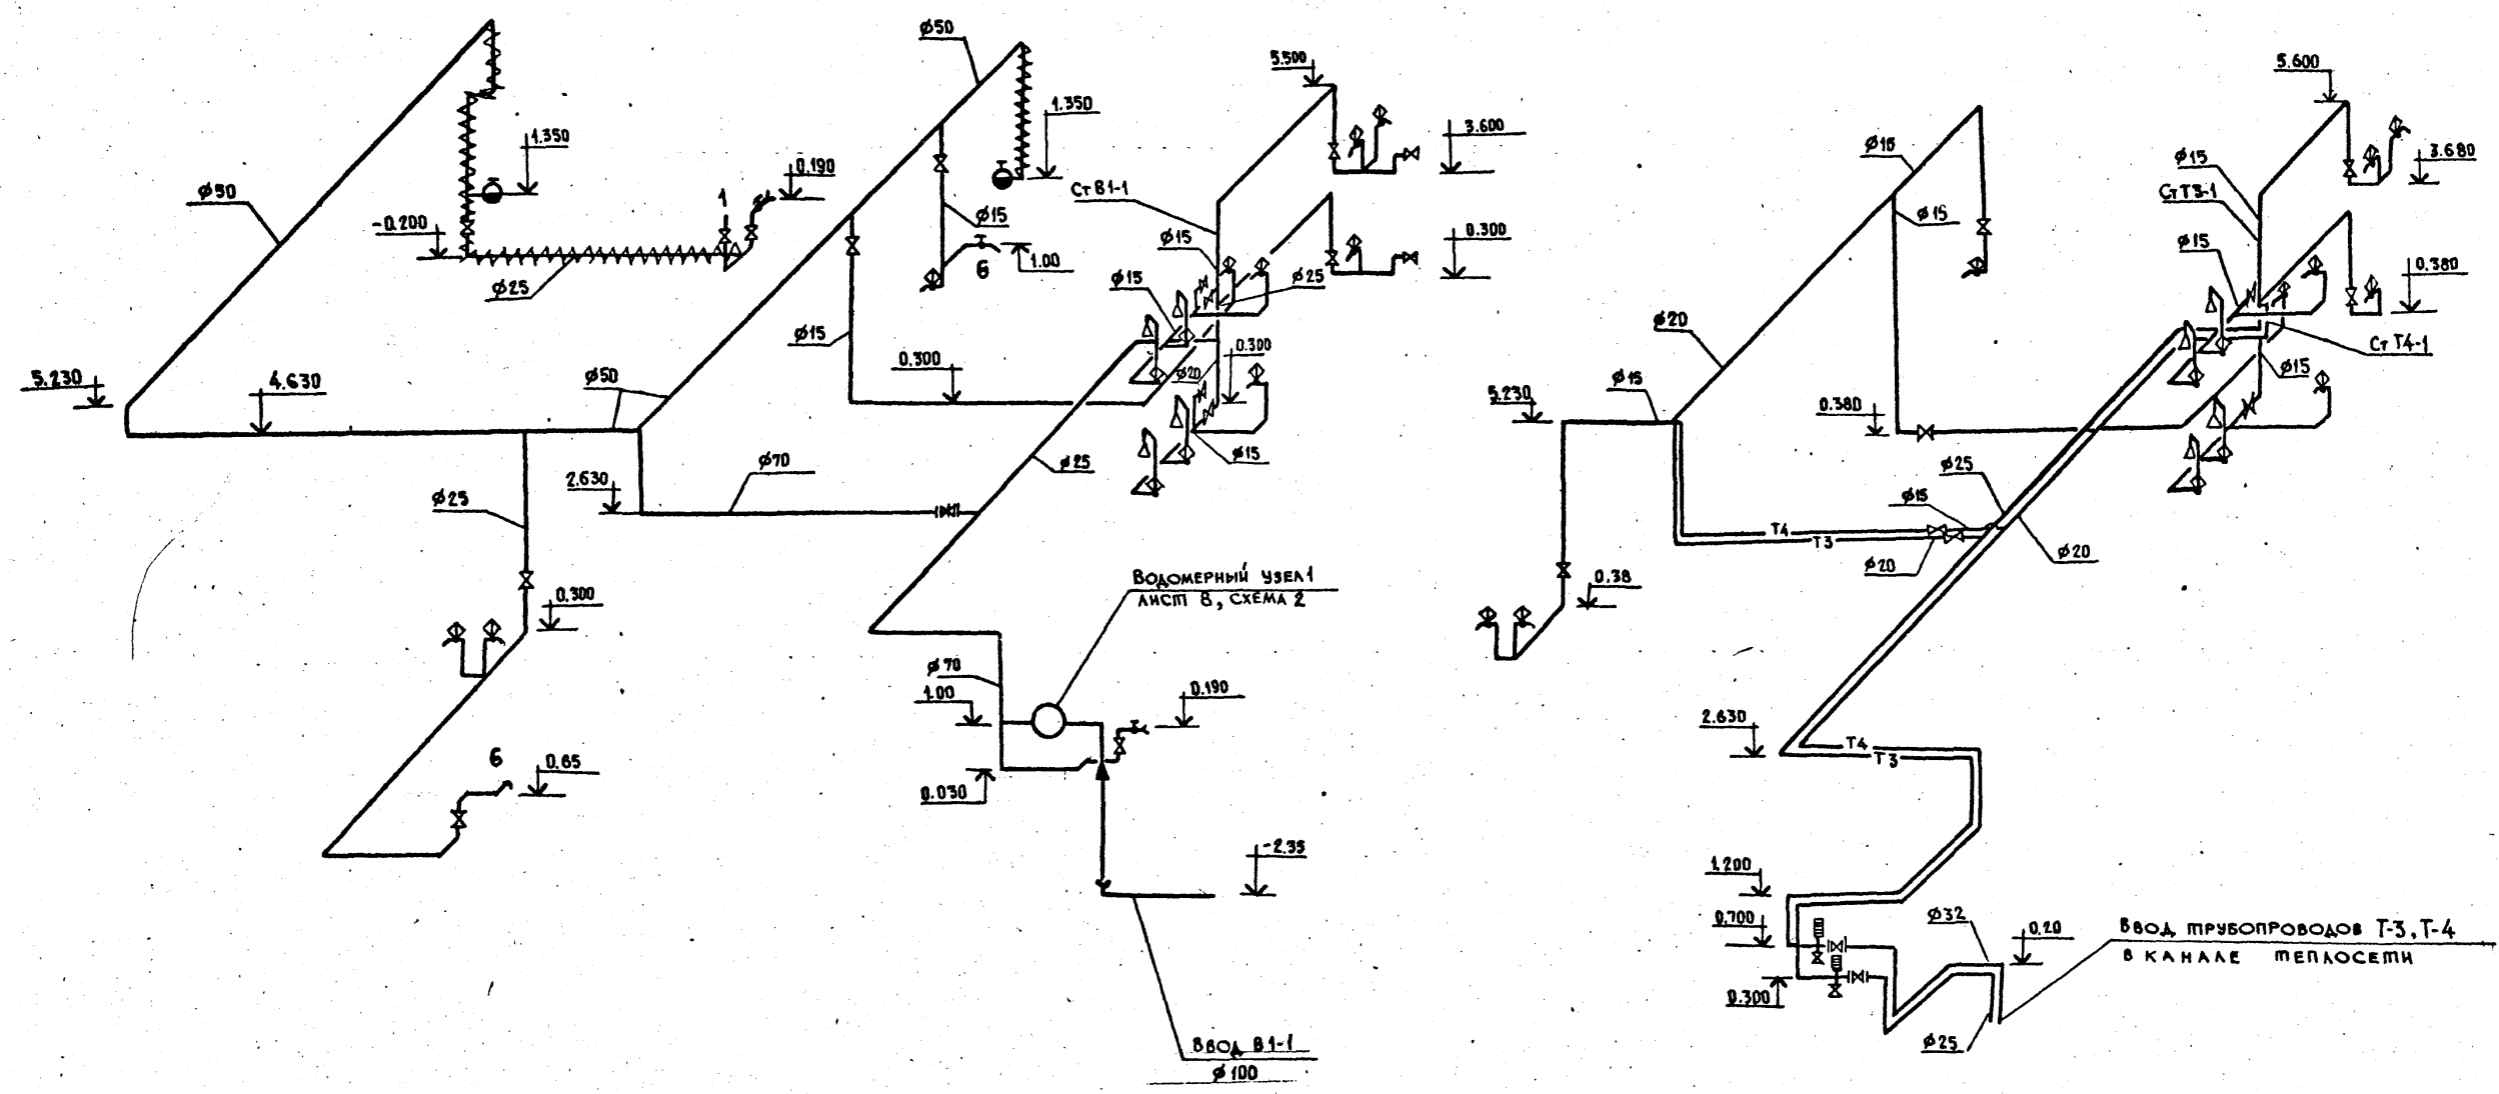 ø50
5.500
5.600
1.350
3.600
1.350
ø15
3.680
0.190
ø15
Ст Т3-1
ø50
1
Ст В1-1
-0.200
ø15
ø15
0.300
ø15
ø15
0.380
6
1.00
ø25
ø15
ø25
ø15
0.300
ø20
Ст Т4-1
0.300
ø20
ø15
5.230
4.630
ø50
ø15
5.230
0.380
ø25
ø15
2.630
ø70
ø25
ø25
ø15
Т4
Т3
ø20
ø20
Водомерный узел 1
лист 8, схема 2
0.300
0.38
ø70
1.00
0.190
2.630
Т4
Т3
6
0.65
0.030
-2.35
1.200
0.700
ø32
0.20
Ввод трубопроводов Т-3, Т-4
в канале теплосети
0.300
ø25
Ввод В1-1
ø100